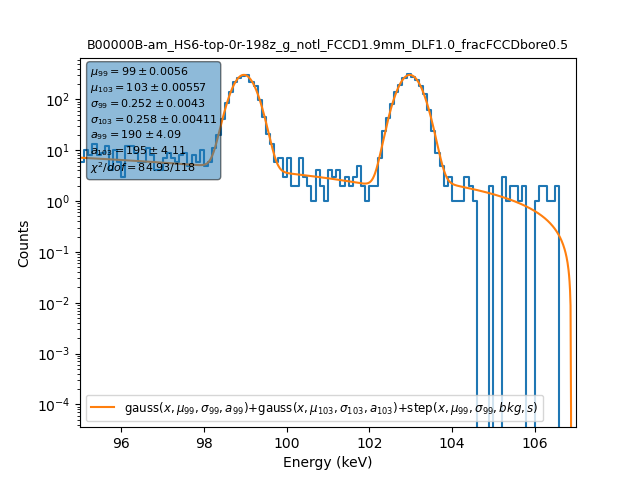 B00000B-am_HS6-top-0r-198z_g_notl_FCCD1.9mm_DLF1.0_fracFCCDbore0.5
μ₉₉ = 99 ± 0.0056
μ₁₀₃ = 103 ± 0.00557
σ₉₉ = 0.252 ± 0.0043
σ₁₀₃ = 0.258 ± 0.00411
a₉₉ = 190 ± 4.09
a₁₀₃ = 195 ± 4.11
χ²/dof = 84.93/118
Counts
10²
10¹
10⁰
10⁻¹
10⁻²
10⁻³
10⁻⁴
gauss(x, μ₉₉, σ₉₉, a₉₉)+gauss(x, μ₁₀₃, σ₁₀₃, a₁₀₃)+step(x, μ₉₉, σ₉₉, bkg, s)
96 98 100 102 104 106
Energy (keV)